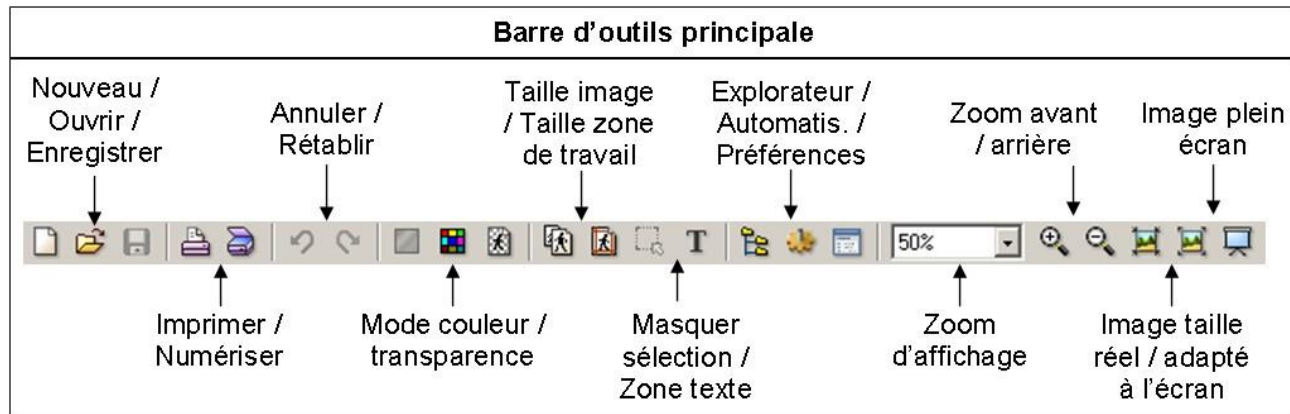 Barre d'outils principale
Nouveau /
Ouvrir /
Enregistrer
Annuler /
Rétablir
Taille image
/ Taille zone
de travail
Explorateur /
Automatis. /
Préférences
Zoom avant
/ arrière
Image plein
écran
T
50%
Imprimer /
Numériser
Mode couleur /
transparence
Masquer
sélection /
Zone texte
Zoom
d'affichage
Image taille
réel / adapté
à l'écran